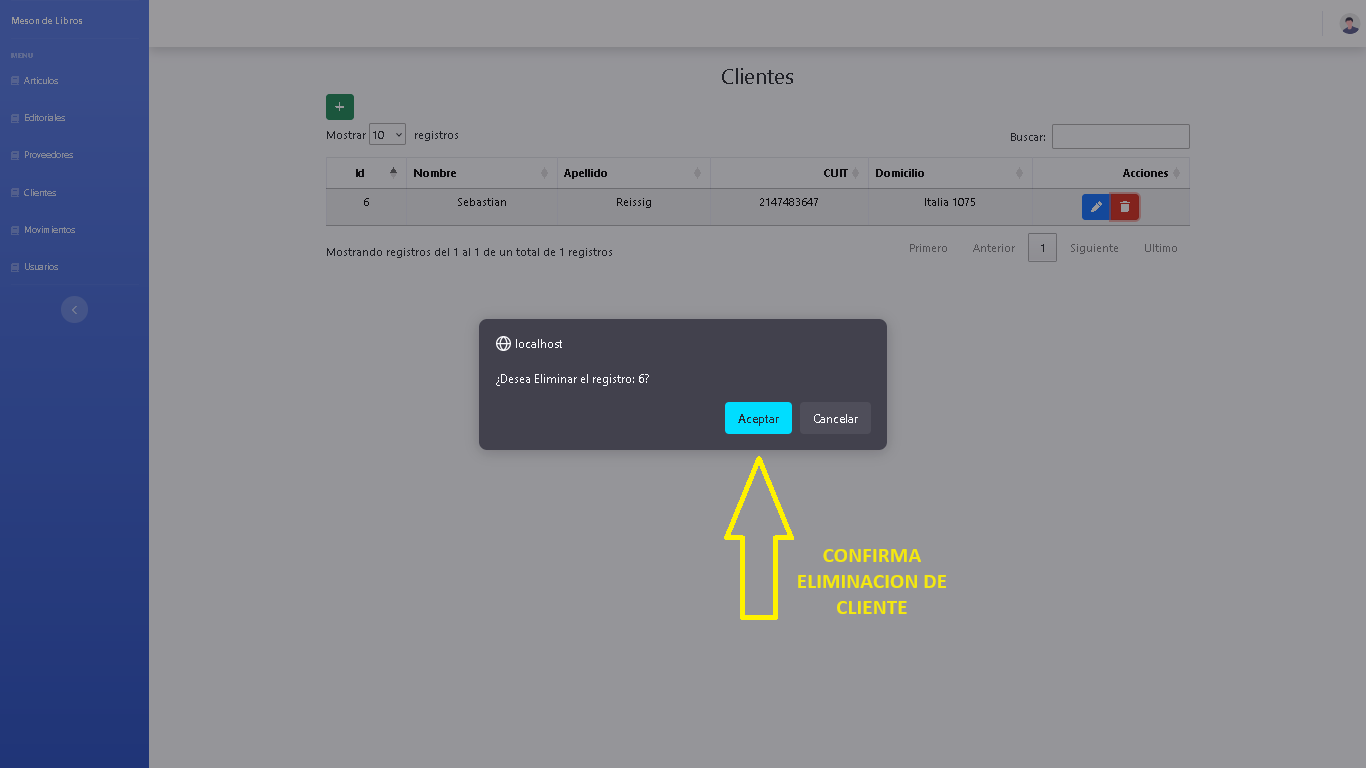 Meson de Libros
MENU
Articulos
Editoriales
Proveedores
Clientes
Movimientos
Usuarios
Clientes
+
Mostrar 10 registros
Buscar:
Id Nombre Apellido CUIT Domicilio Acciones
6 Sebastian Reissig 2147483647 Italia 1075
Mostrando registros del 1 al 1 de un total de 1 registros
Primero Anterior 1 Siguiente Ultimo
localhost
¿Desea Eliminar el registro: 6?
Aceptar Cancelar
CONFIRMA
ELIMINACION DE
CLIENTE